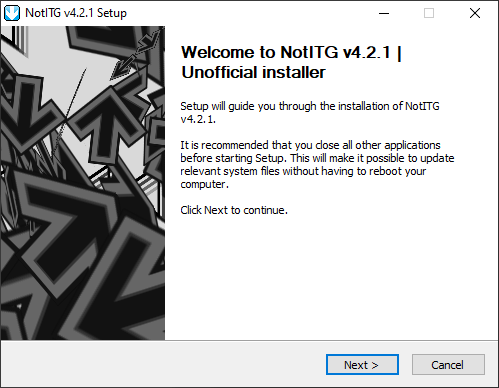 NotITG v4.2.1 Setup
Welcome to NotITG v4.2.1 |
Unofficial installer
Setup will guide you through the installation of NotITG
v4.2.1.
It is recommended that you close all other applications
before starting Setup. This will make it possible to update
relevant system files without having to reboot your
computer.
Click Next to continue.
Next >
Cancel